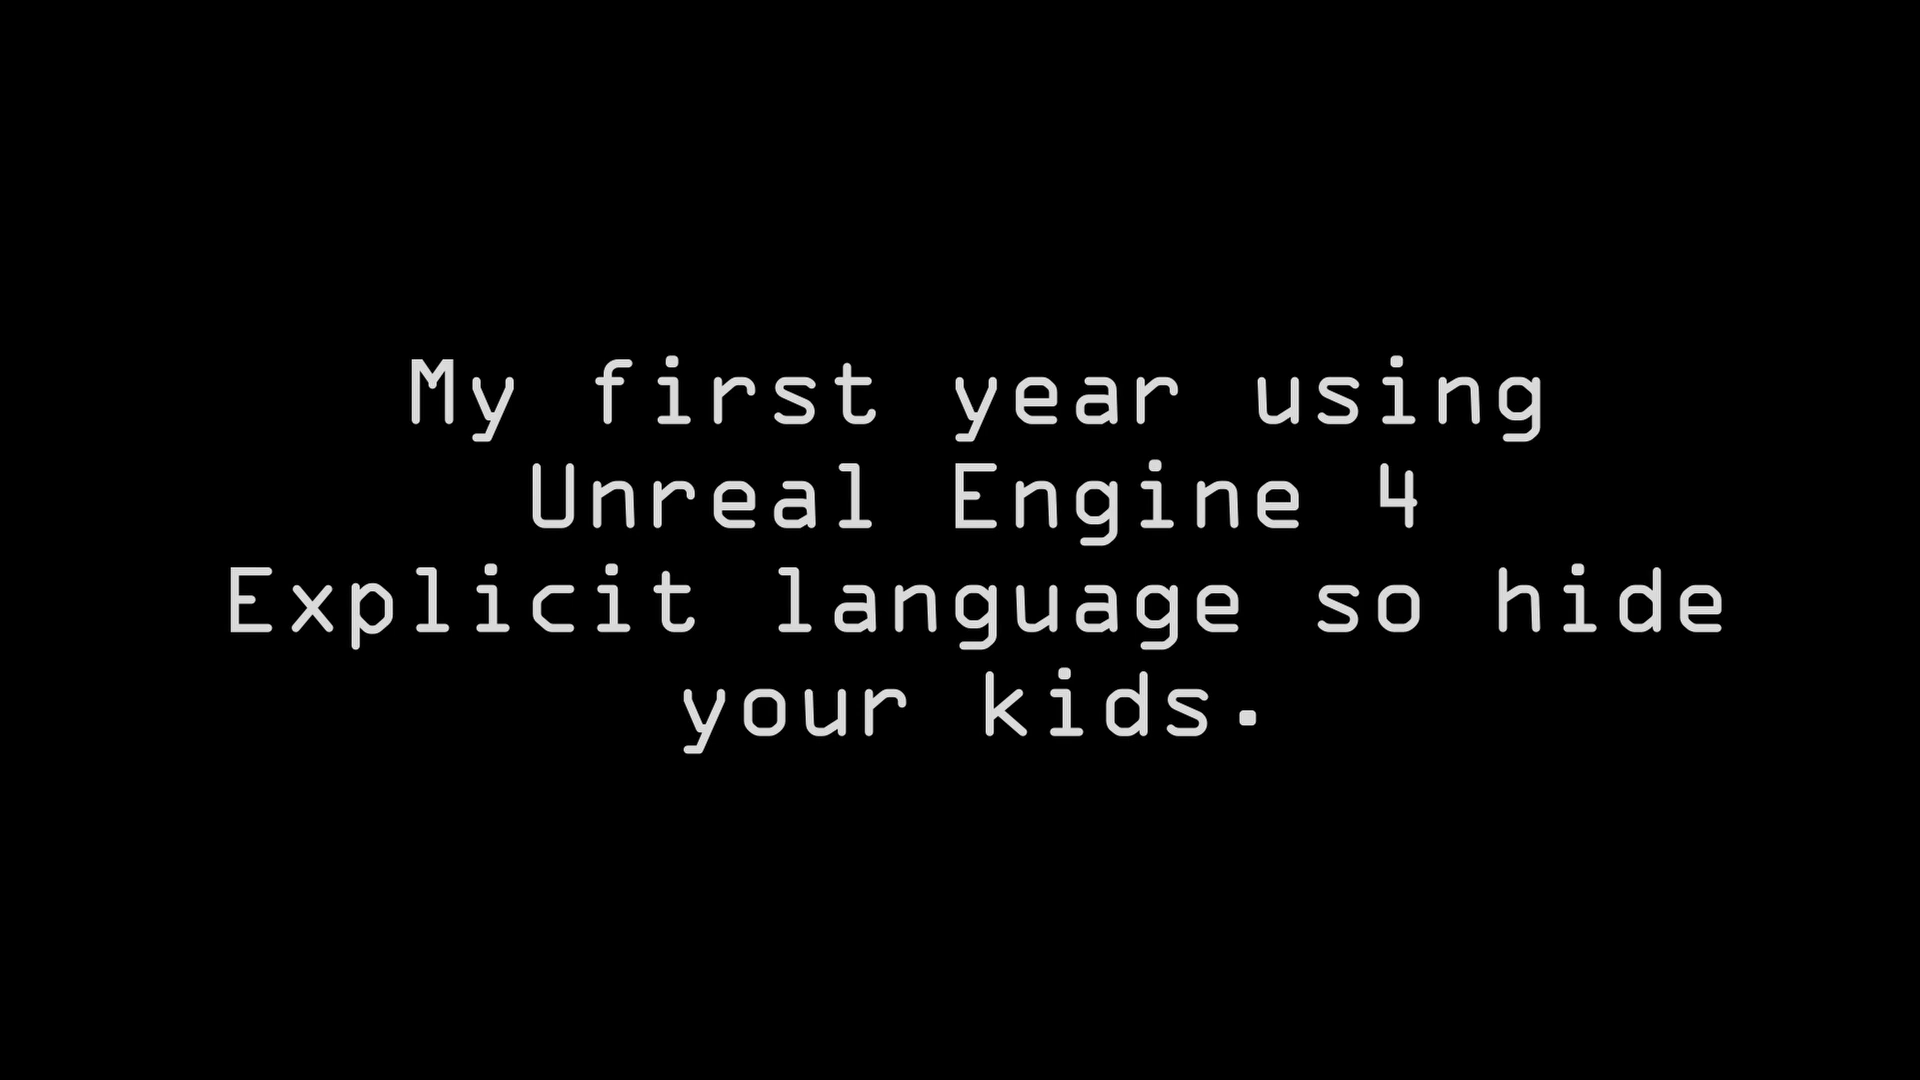 My first year using
Unreal Engine 4
Explicit language so hide
your kids.